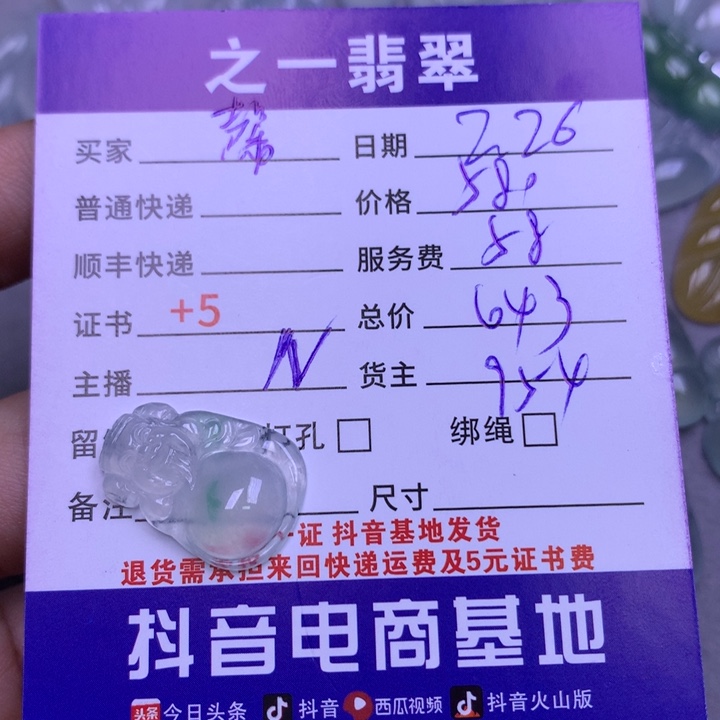 之一翡翠
买家 日期 2.26
普通快递 价格 580
顺丰快递 服务费 58
证书 +5 总价 643
主播 N 货主 954
留 打孔 绑绳
备注 尺寸
一证 抖音基地发货
退货需承担来回快递运费及5元证书费
抖音电商基地
头条 今日头条 抖音 西瓜视频 抖音火山版